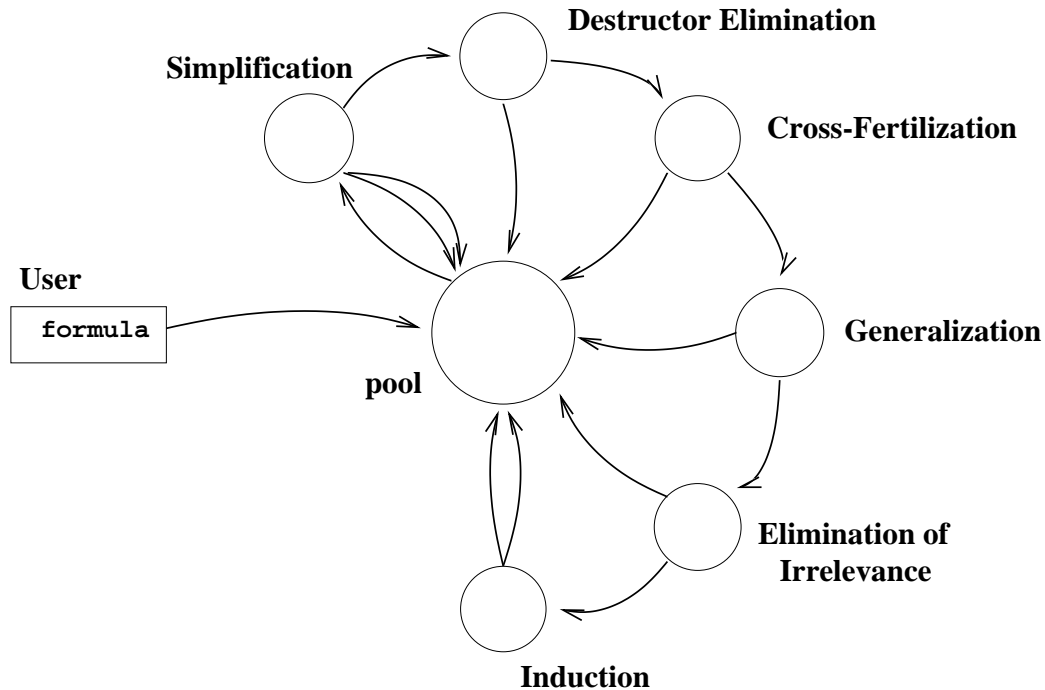 Destructor Elimination
Simplification
Cross-Fertilization
User
formula
Generalization
pool
Elimination of
Irrelevance
Induction